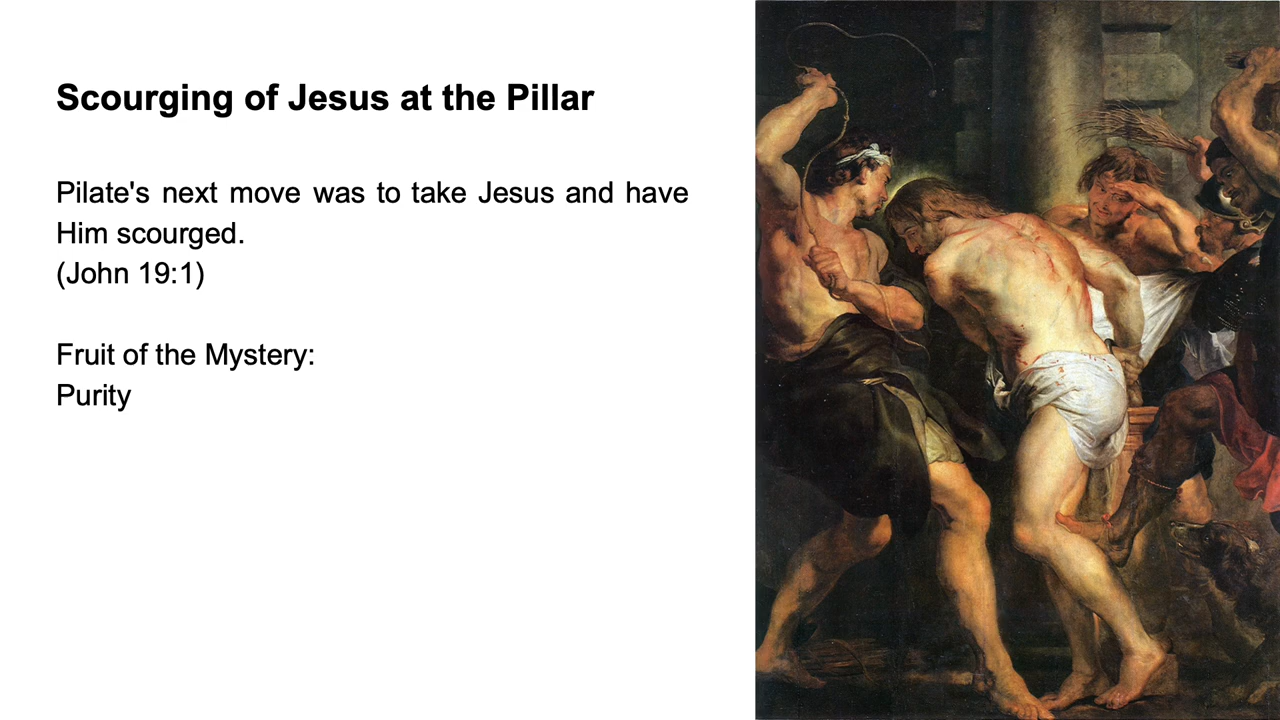 Scourging of Jesus at the Pillar
Pilate's next move was to take Jesus and have
Him scourged.
(John 19:1)
Fruit of the Mystery:
Purity